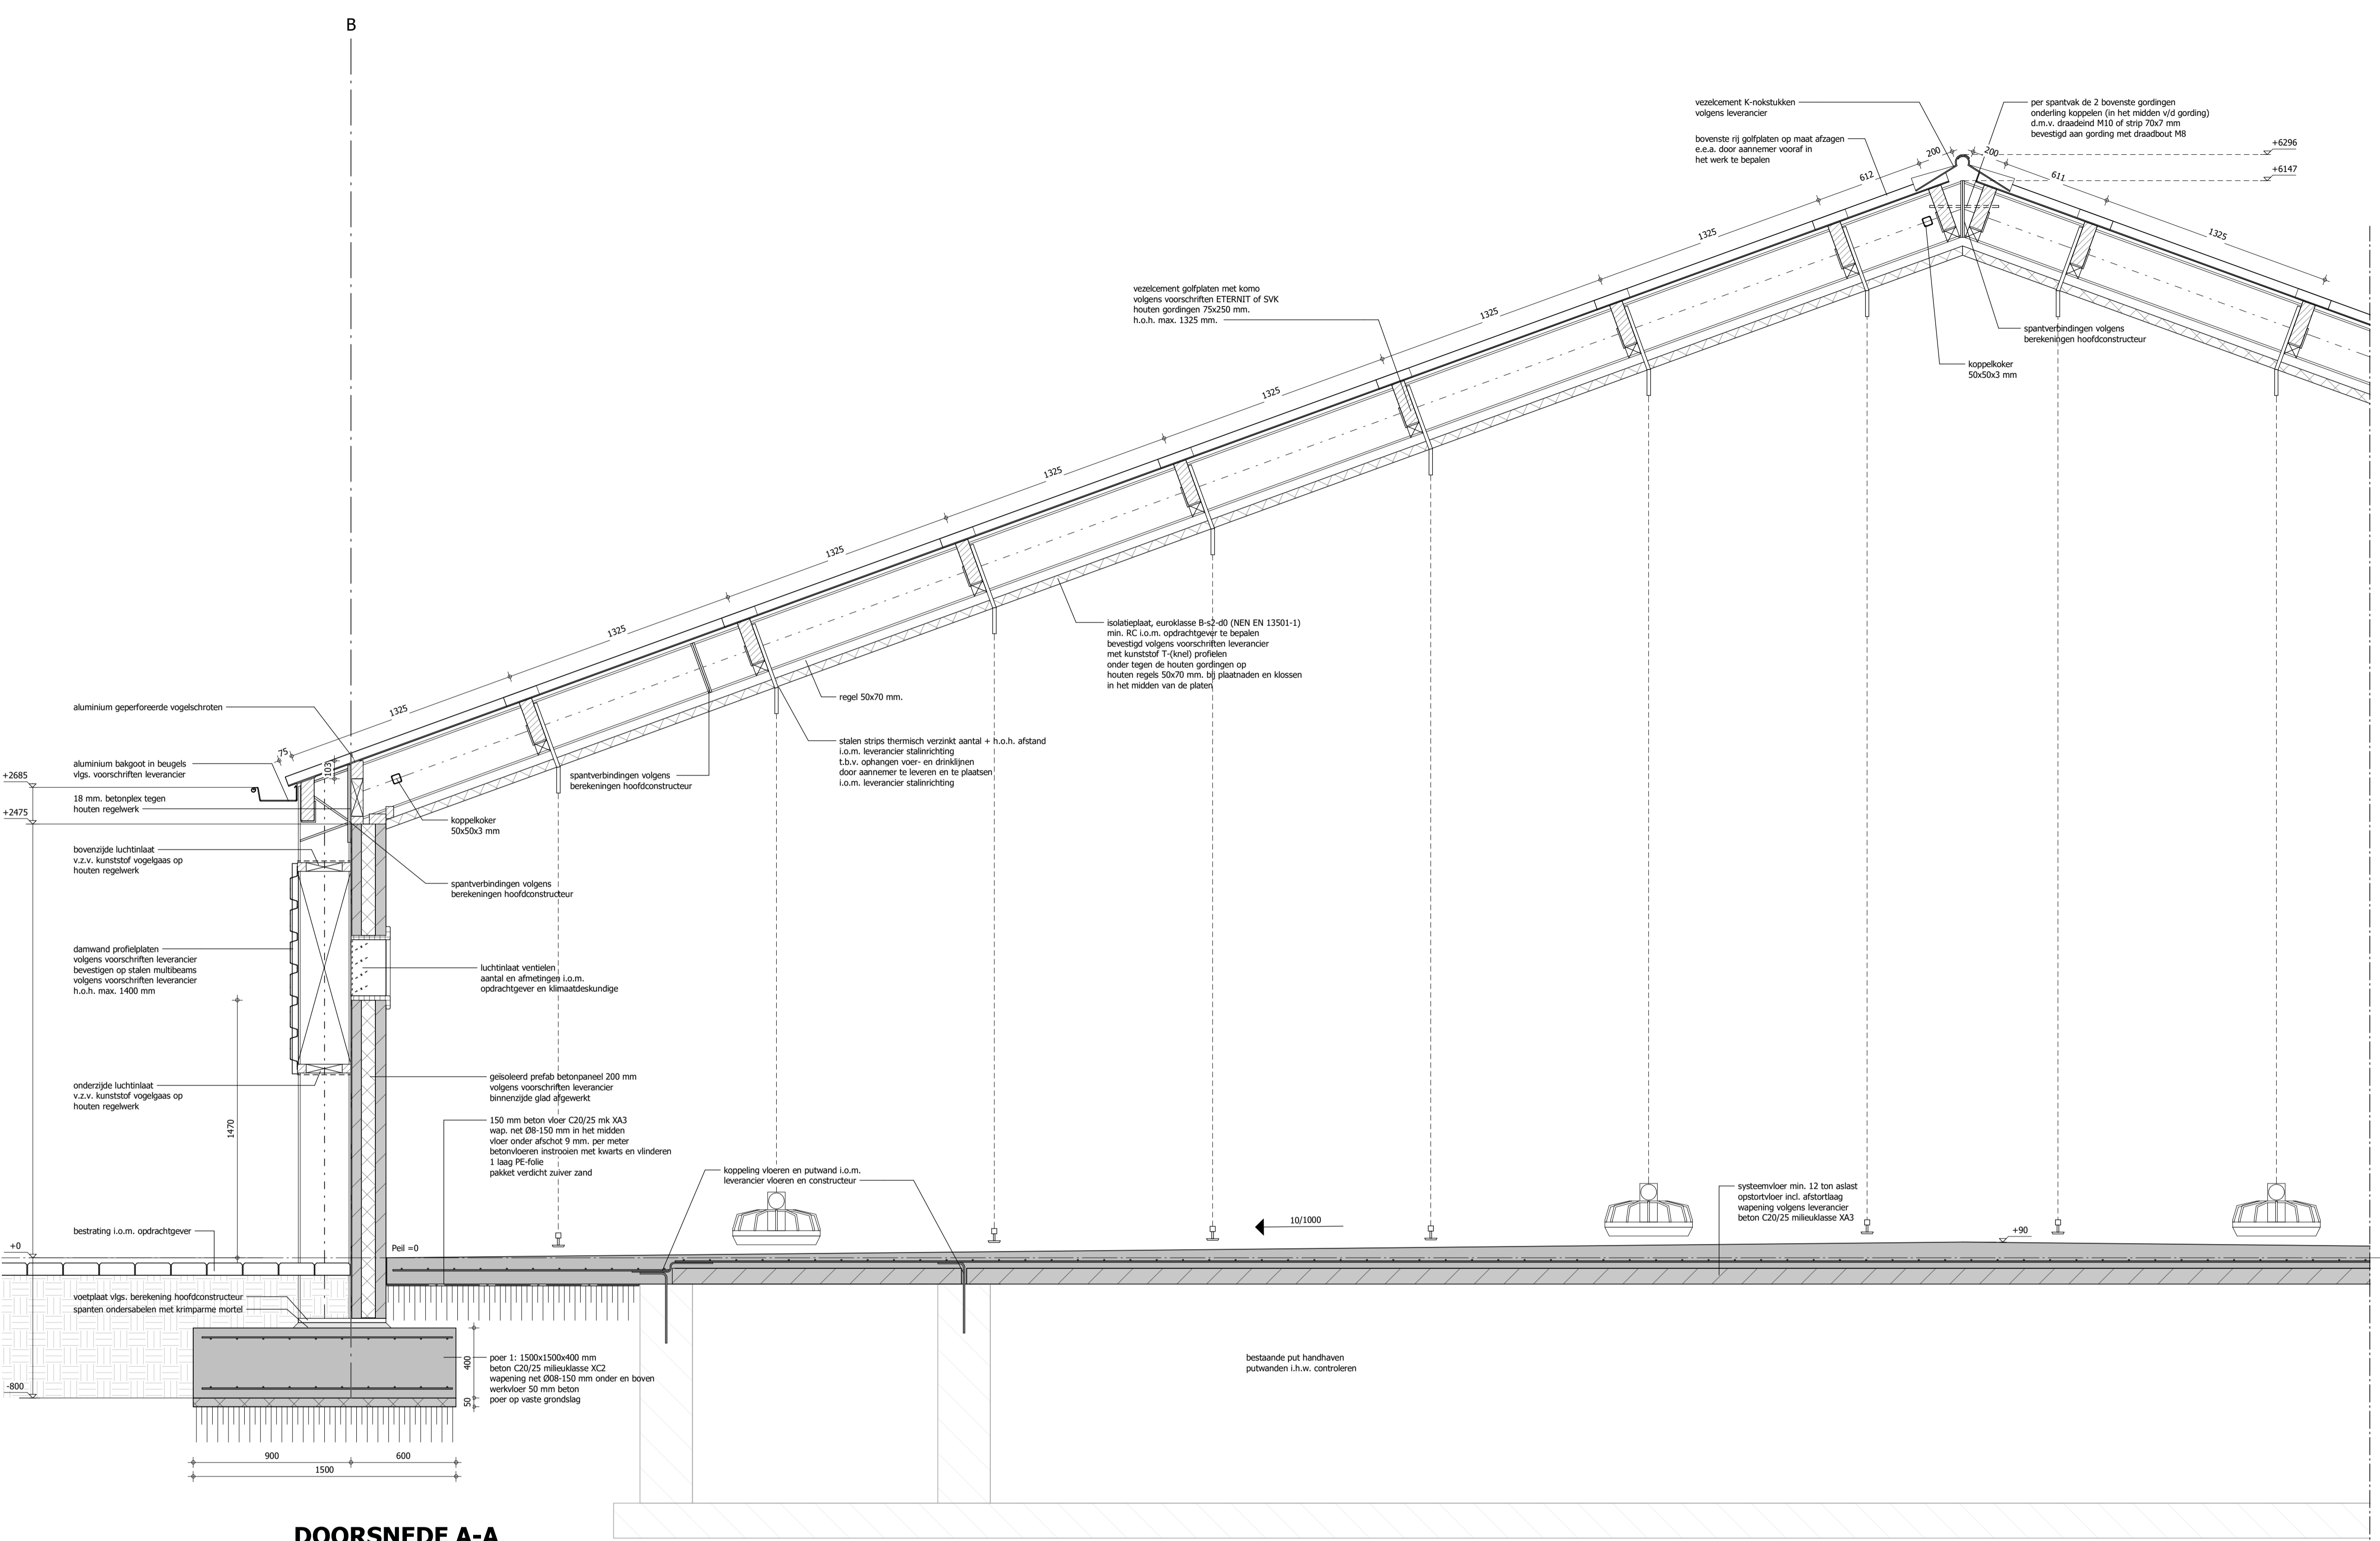 B
vezelcement K-nokstukken
volgens leverancier
bovenste rij golfplaten op maat afzagen
e.e.a. door aannemer vooraf in
het werk te bepalen
per spantvak de 2 bovenste gordingen
onderling koppelen (in het midden v/d gording)
d.m.v. draadeind M10 of strip 70x7 mm
bevestigd aan gording met draadbout M8
+6296
+6147
200
200
612
611
1325
1325
vezelcement golfplaten met komo
volgens voorschriften ETERNIT of SVK
houten gordingen 75x250 mm.
h.o.h. max. 1325 mm.
1325
1325
1325
1325
1325
1325
75
103
spantverbindingen volgens
berekeningen hoofdconstructeur
koppelkoker
50x50x3 mm
isolatieplaat, euroklasse B-s2-d0 (NEN EN 13501-1)
min. RC i.o.m. opdrachtgever te bepalen
bevestigd volgens voorschriften leverancier
met kunststof T-(knel) profielen
onder tegen de houten gordingen op
houten regels 50x70 mm. bij plaatnaden en klossen
in het midden van de platen
regel 50x70 mm.
stalen strips thermisch verzinkt aantal + h.o.h. afstand
i.o.m. leverancier stalinrichting
t.b.v. ophangen voer- en drinklijnen
door aannemer te leveren en te plaatsen
i.o.m. leverancier stalinrichting
spantverbindingen volgens
berekeningen hoofdconstructeur
aluminium geperforeerde vogelschroten
aluminium bakgoot in beugels
vlgs. voorschriften leverancier
+2685
18 mm. betonplex tegen
houten regelwerk
+2475
koppelkoker
50x50x3 mm
bovenzijde luchtinlaat
v.z.v. kunststof vogelgaas op
houten regelwerk
spantverbindingen volgens
berekeningen hoofdconstructeur
damwand profielplaten
volgens voorschriften leverancier
bevestigen op stalen multibeams
volgens voorschriften leverancier
h.o.h. max. 1400 mm
luchtinlaat ventielen
aantal en afmetingen i.o.m.
opdrachtgever en klimaatdeskundige
onderzijde luchtinlaat
v.z.v. kunststof vogelgaas op
houten regelwerk
1470
geïsoleerd prefab betonpaneel 200 mm
volgens voorschriften leverancier
binnenzijde glad afgewerkt
150 mm beton vloer C20/25 mk XA3
wap. net Ø8-150 mm in het midden
vloer onder afschot 9 mm. per meter
betonvloeren instrooien met kwarts en vlinderen
1 laag PE-folie
pakket verdicht zuiver zand
koppeling vloeren en putwand i.o.m.
leverancier vloeren en constructeur
systeemvloer min. 12 ton aslast
opstortvloer incl. afstortlaag
wapening volgens leverancier
beton C20/25 milieuklasse XA3
10/1000
+90
bestrating i.o.m. opdrachtgever
+0
Peil =0
voetplaat vlgs. berekening hoofdconstructeur
spanten ondersabelen met krimparme mortel
poer 1: 1500x1500x400 mm
beton C20/25 milieuklasse XC2
wapening net Ø08-150 mm onder en boven
werkvloer 50 mm beton
poer op vaste grondslag
400
50
-800
bestaande put handhaven
putwanden i.h.w. controleren
900
600
1500
DOORSNEDE A-A